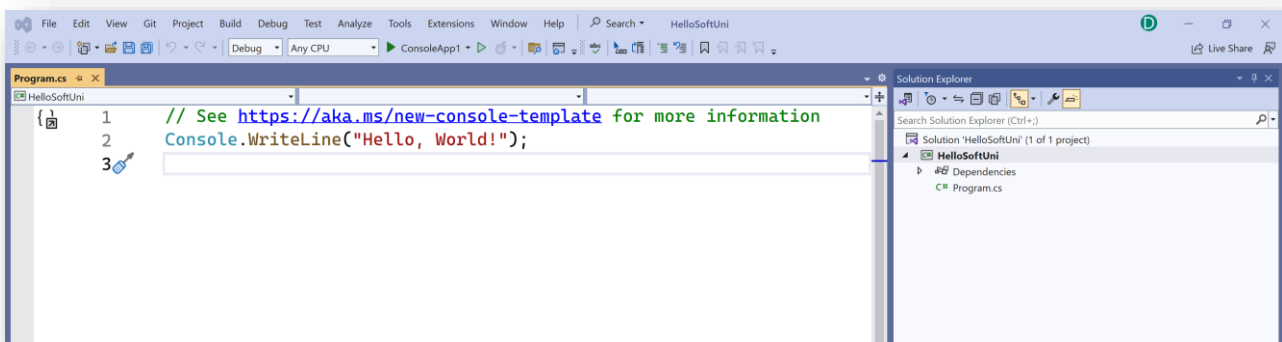 File Edit View Git Project Build Debug Test Analyze Tools Extensions Window Help Search HelloSoftUni D
Debug Any CPU ConsoleApp1 Live Share
Program.cs
HelloSoftUni
1 // See https://aka.ms/new-console-template for more information
2 Console.WriteLine("Hello, World!");
3
Solution Explorer
Search Solution Explorer (Ctrl+;)
Solution 'HelloSoftUni' (1 of 1 project)
C# HelloSoftUni
Dependencies
C# Program.cs